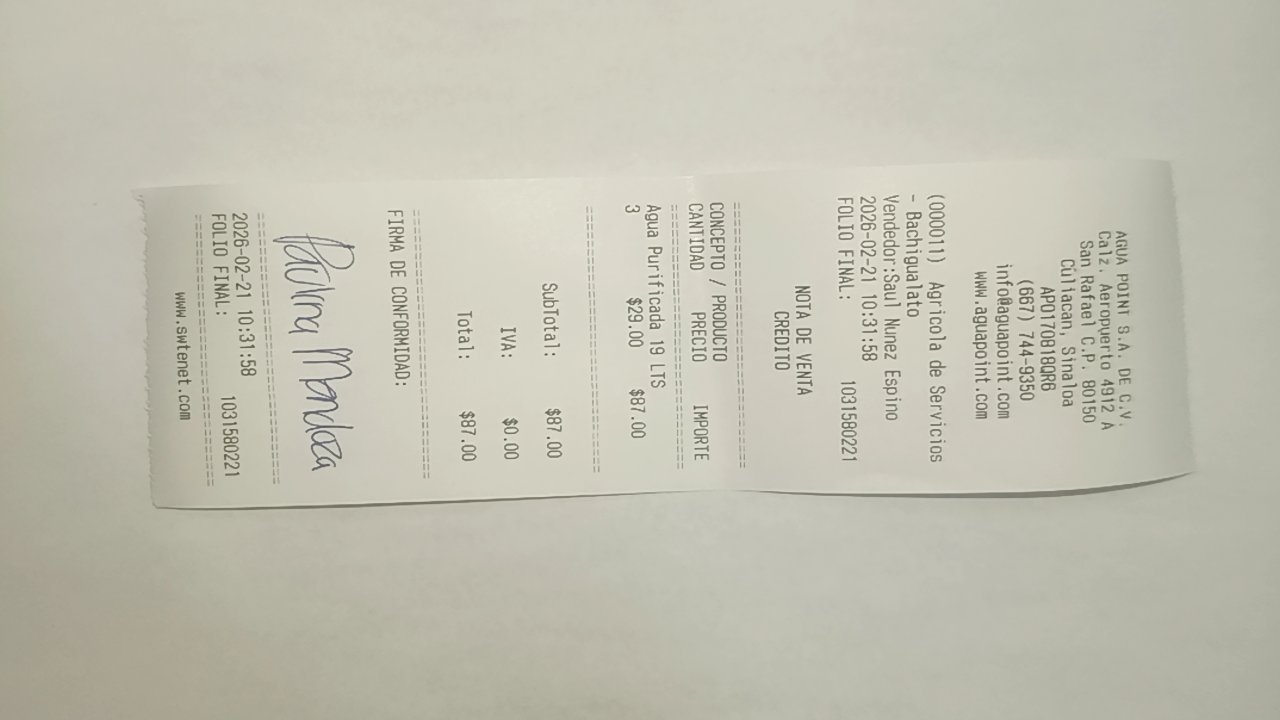 AGUA POINT S.A. DE C.V.
Calz. Aeropuerto 4912 A
San Rafael C.P. 80150
Culiacan, Sinaloa
APO170818QR6
(667) 744-9350
info@aguapoint.com
www.aguapoint.com
(000011) Agricola de Servicios
- Bachigualato
Vendedor:Saul Nunez Espino
2026-02-21 10:31:58
FOLIO FINAL: 1031580221
NOTA DE VENTA
CREDITO
CONCEPTO / PRODUCTO
CANTIDAD PRECIO IMPORTE
Agua Purificada 19 LTS
3 $29.00 $87.00
SubTotal: $87.00
IVA: $0.00
Total: $87.00
FIRMA DE CONFORMIDAD:
Paulina Mendoza
2026-02-21 10:31:58
FOLIO FINAL: 1031580221
www.swtenet.com